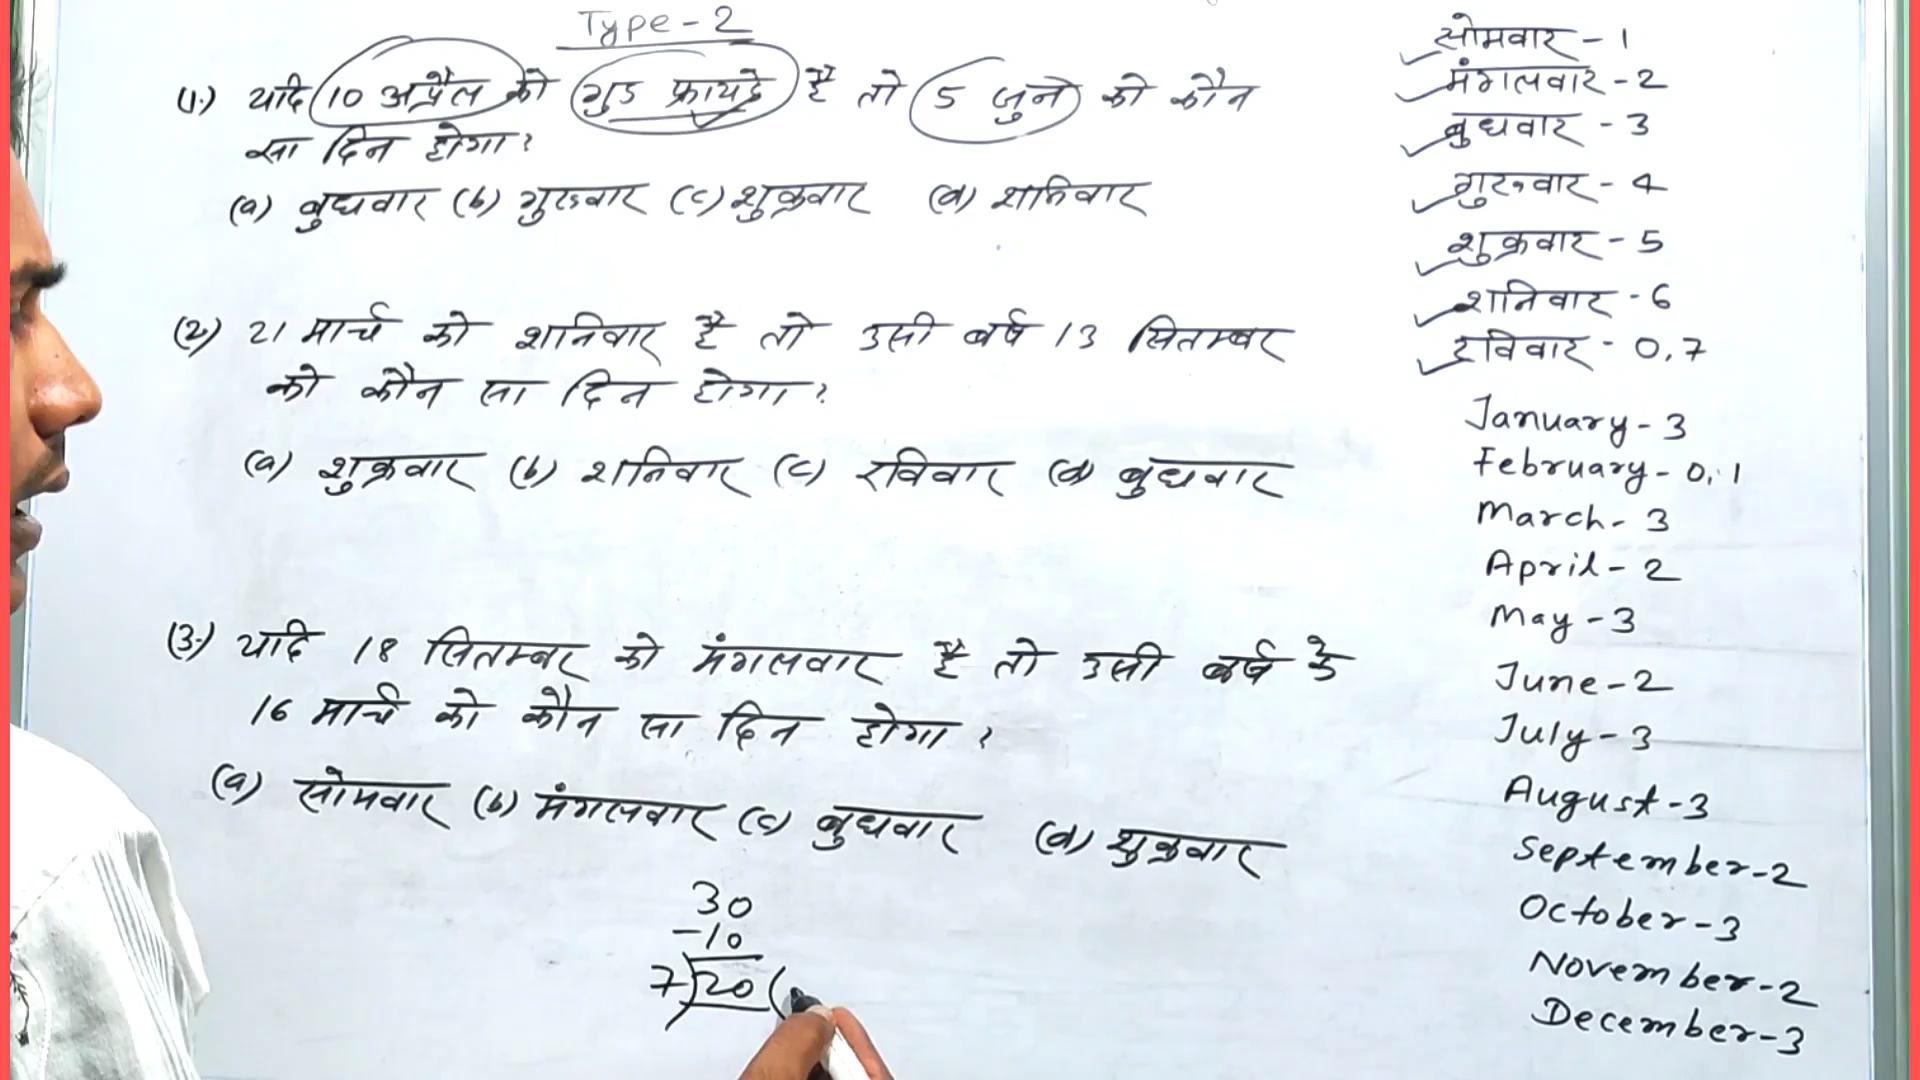 Type-2
(1.) यदि 10 अप्रैल को गुड फ्रायडे है तो 5 जुन को कौन
सा दिन होगा?
(a) बुधवार (b) गुरुवार (c) शुक्रवार (d) शनिवार
(2) 21 मार्च को शनिवार है तो उसी वर्ष 13 सितम्बर
को कौन सा दिन होगा?
(a) शुक्रवार (b) शनिवार (c) रविवार (d) बुधवार
(3.) यदि 18 सितम्बर को मंगलवार है तो उसी वर्ष के
16 मार्च को कौन सा दिन होगा?
(a) सोमवार (b) मंगलवार (c) बुधवार (d) शुक्रवार
30
-10
7)20(
सोमवार - 1
मंगलवार - 2
बुधवार - 3
गुरुवार - 4
शुक्रवार - 5
शनिवार - 6
रविवार - 0,7
January - 3
February - 0,1
March - 3
April - 2
May - 3
June - 2
July - 3
August - 3
September - 2
October - 3
November - 2
December - 3